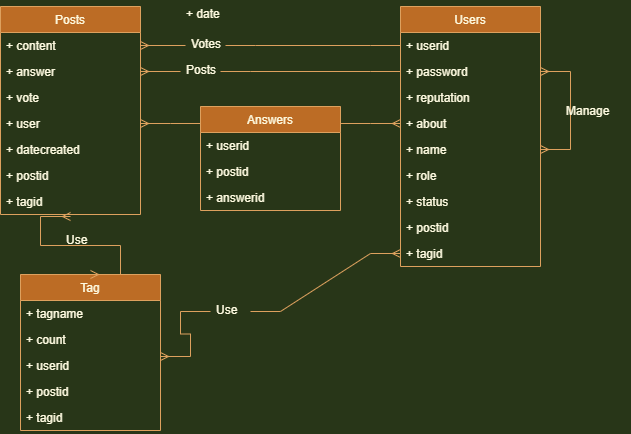 Posts
+ content
+ answer
+ vote
+ user
+ datecreated
+ postid
+ tagid
+ date
Votes
Posts
Answers
+ userid
+ postid
+ answerid
Users
+ userid
+ password
+ reputation
+ about
+ name
+ role
+ status
+ postid
+ tagid
Manage
Use
Tag
+ tagname
+ count
+ userid
+ postid
+ tagid
Use